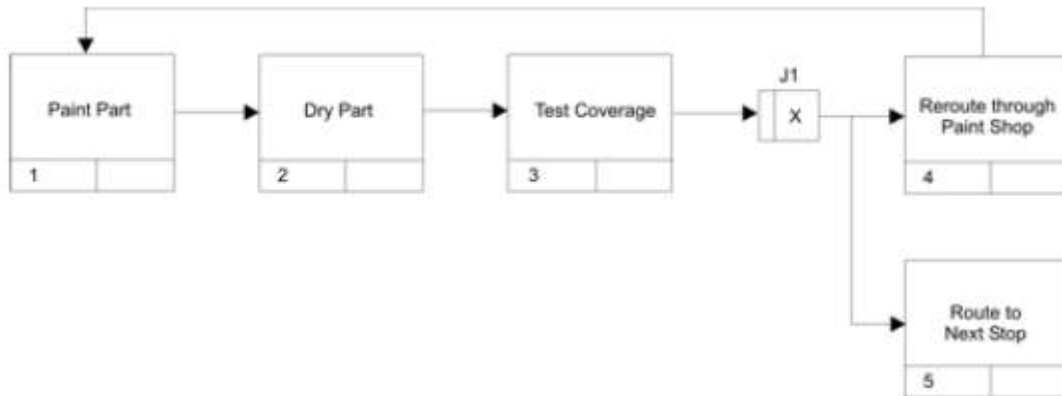 J1
Paint Part
Dry Part
Test Coverage
X
Reroute through
Paint Shop
1
2
3
4
Route to
Next Stop
5